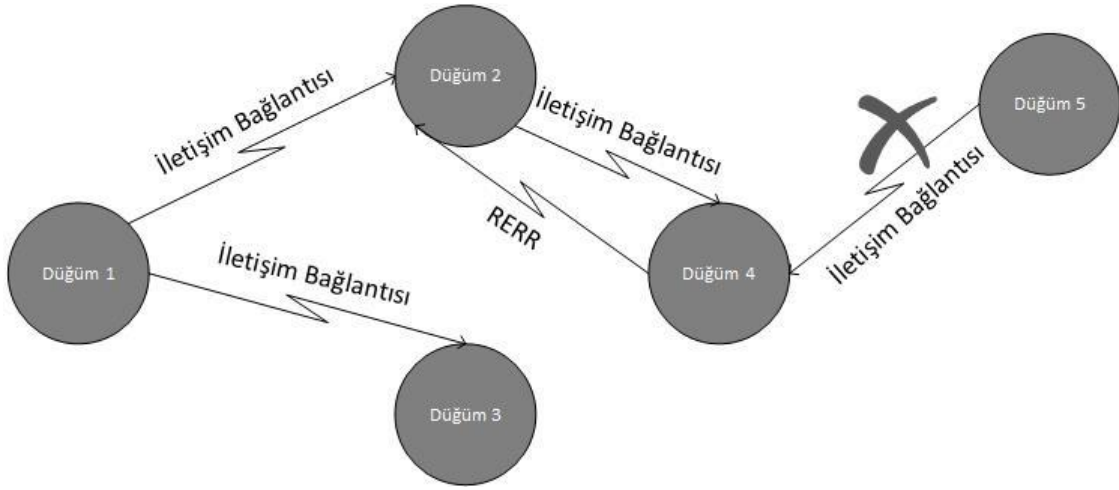 Düğüm 2
Düğüm 5
İletişim Bağlantısı
İletişim Bağlantısı
İletişim Bağlantısı
RERR
Düğüm 1
Düğüm 4
İletişim Bağlantısı
Düğüm 3